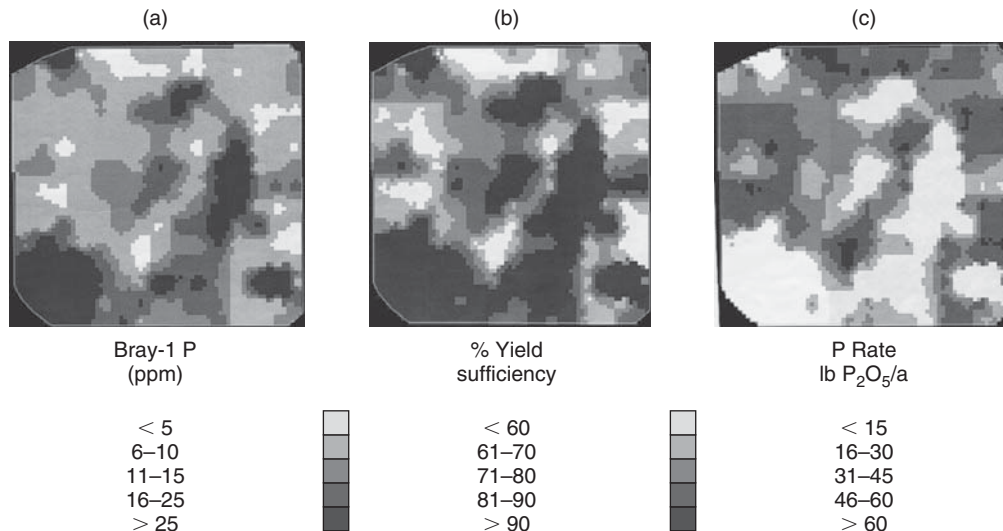 (a) (b) (c)
Bray-1 P
(ppm)
% Yield
sufficiency
P Rate
lb P₂O₅/a
< 5 < 60 < 15
6–10 61–70 16–30
11–15 71–80 31–45
16–25 81–90 46–60
> 25 > 90 > 60